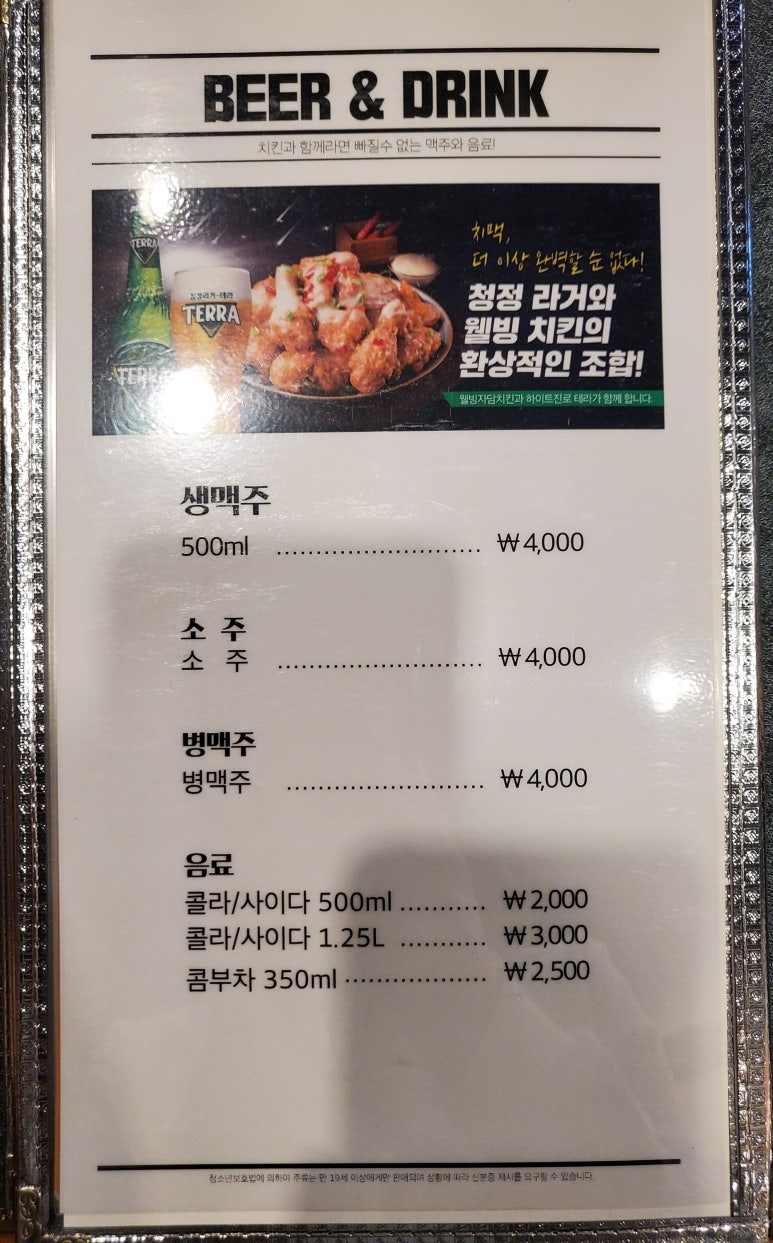 BEER & DRINK
치킨과 함께라면 빠질수 없는 맥주와 음료!
TERRA
청정라거-테라
TERRA
TERRA
치맥,
더 이상 완벽할 순 없다!
청정 라거와
웰빙 치킨의
환상적인 조합!
웰빙자담치킨과 하이트진로 테라가 함께 합니다.
생맥주
500ml ₩4,000
소 주
소 주 ₩4,000
병맥주
병맥주 ₩4,000
음료
콜라/사이다 500ml ₩2,000
콜라/사이다 1.25L ₩3,000
콤부차 350ml ₩2,500
청소년보호법에 의하여 주류는 만 19세 이상에게만 판매되며 상황에 따라 신분증 제시를 요구할 수 있습니다.